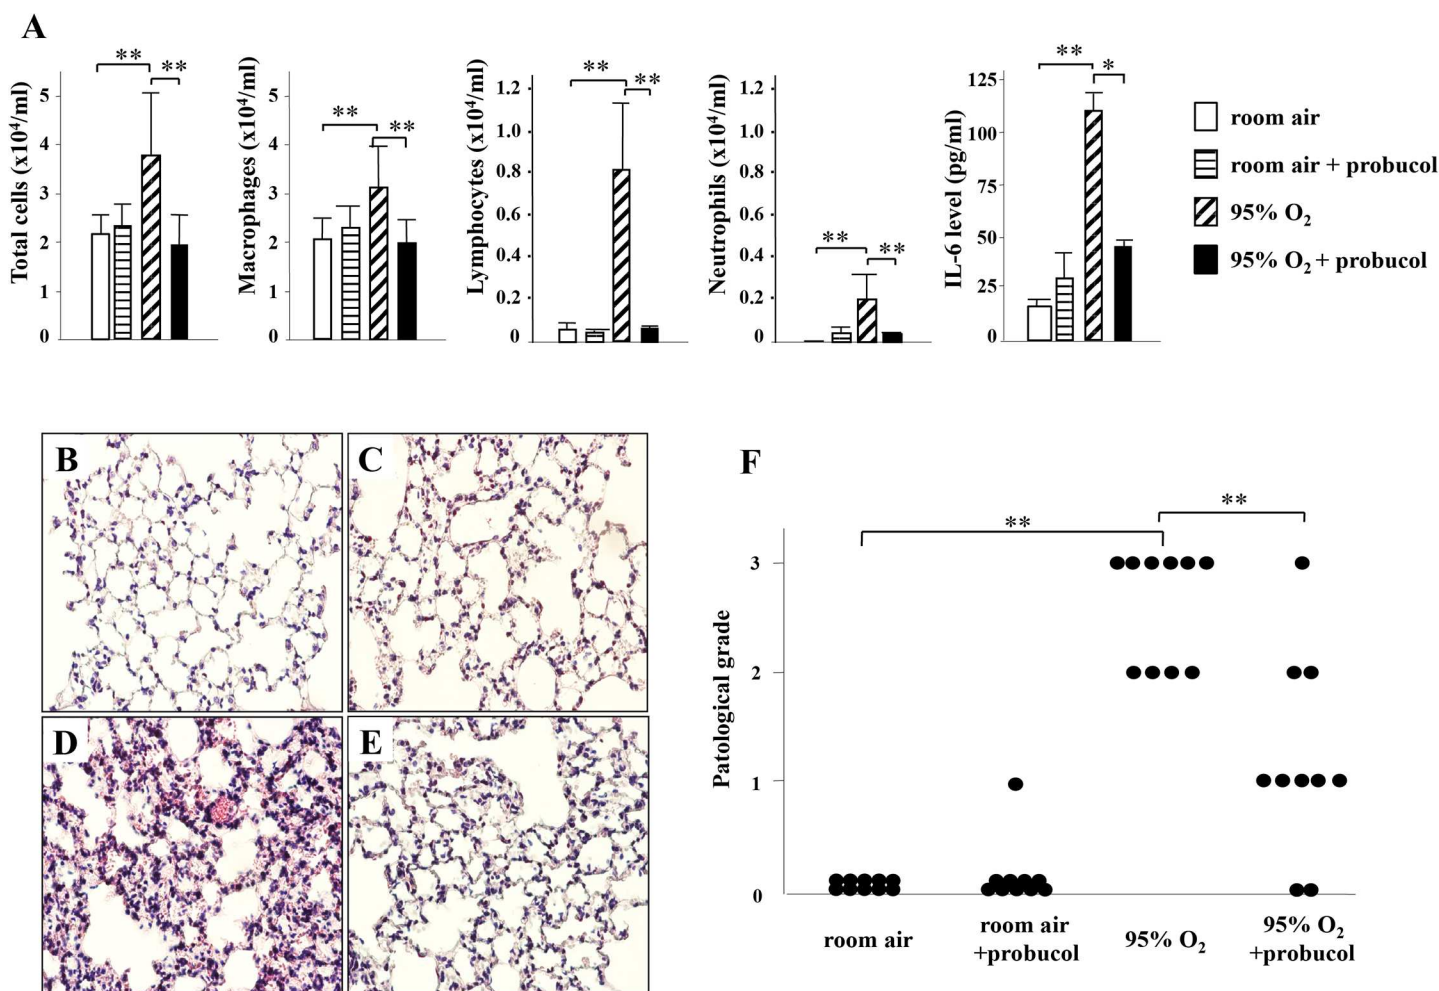 A
Total cells (x10⁴/ml)
5
4
3
2
1
0
**
**
Macrophages (x10⁴/ml)
5
4
3
2
1
0
**
**
Lymphocytes (x10⁴/ml)
1.2
1.0
0.8
0.6
0.4
0.2
0
**
**
Neutrophils (x10⁴/ml)
1.2
1.0
0.8
0.6
0.4
0.2
0
**
**
IL-6 level (pg/ml)
125
100
75
50
25
0
**
*
room air
room air + probucol
95% O₂
95% O₂ + probucol
B
C
D
E
F
Patological grade
3
2
1
0
**
**
room air
room air
+probucol
95% O₂
95% O₂
+probucol